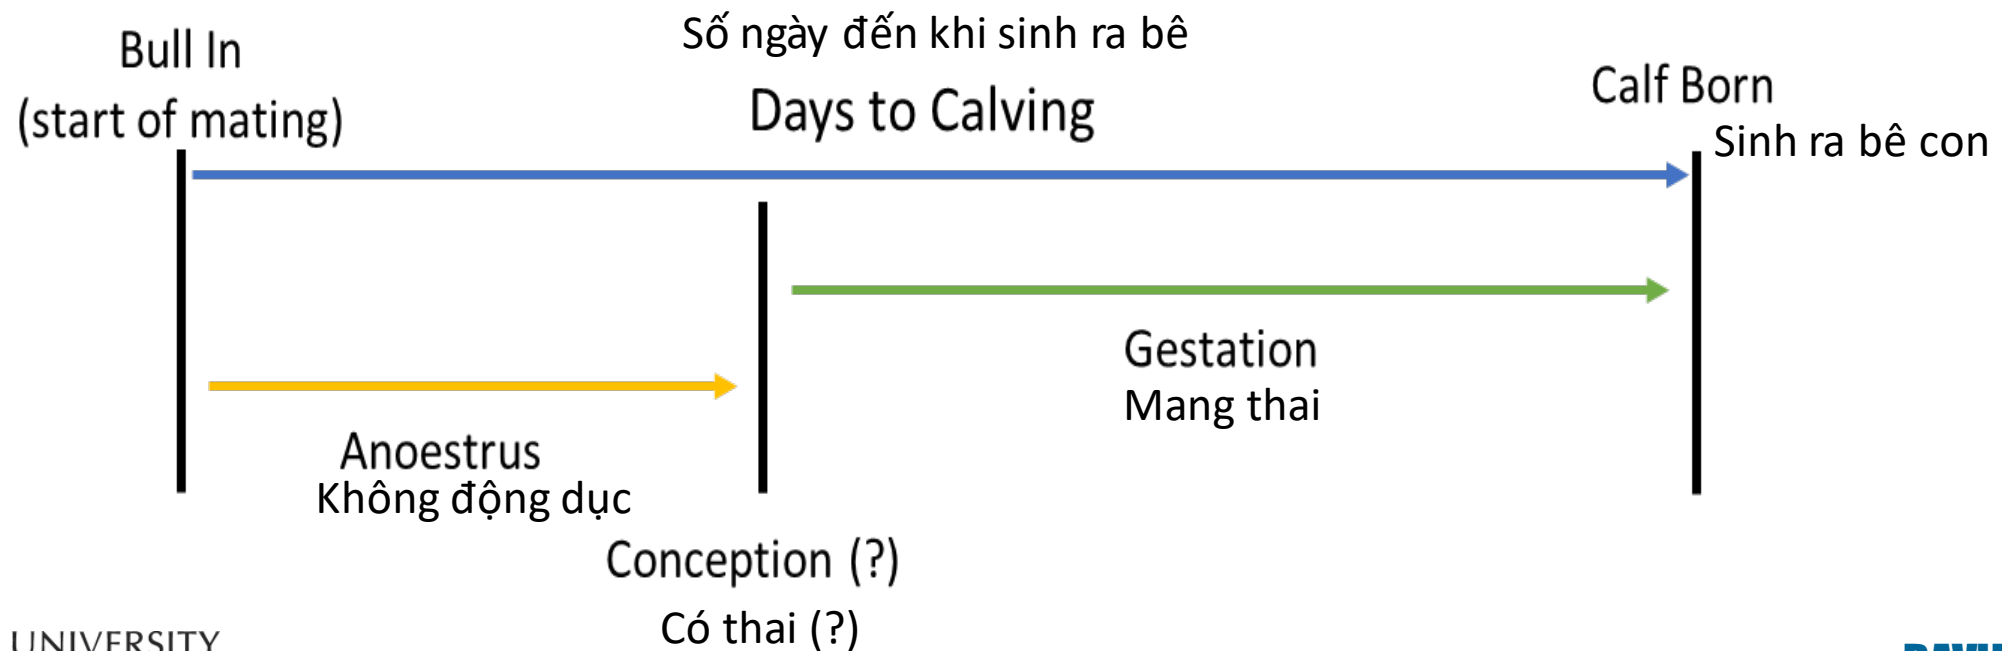 Bull In
(start of mating)
Số ngày đến khi sinh ra bê
Days to Calving
Calf Born
Sinh ra bê con
Gestation
Mang thai
Anoestrus
Không động dục
Conception (?)
Có thai (?)
UNIVERSITY